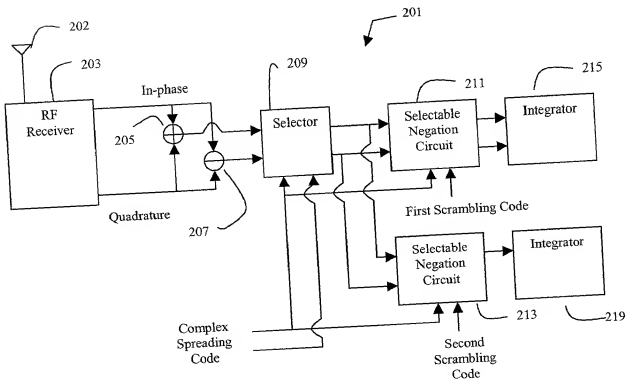 201
202
203
209
211
215
In-phase
RF
Receiver
205
Selector
Selectable
Negation
Circuit
Integrator
Quadrature
207
First Scrambling Code
Selectable
Negation
Circuit
Integrator
Complex
Spreading
Code
213
219
Second
Scrambling
Code